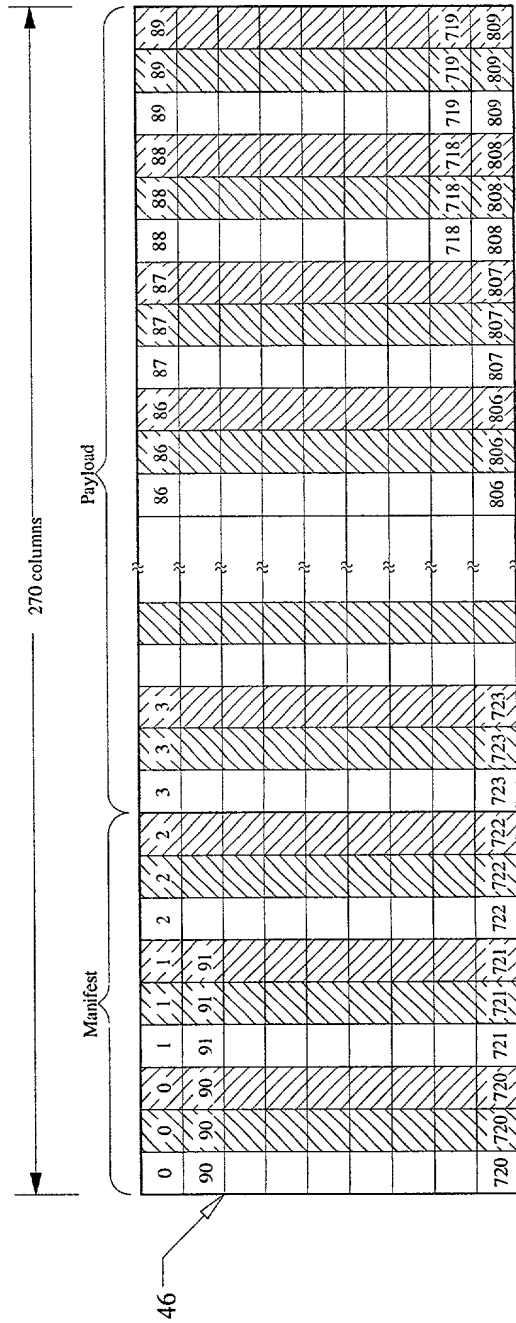 270 columns
Manifest Payload
0 0 0 1 1 1 2 2 2 3 3 3 86 86 86 87 87 87 88 88 88 89 89 89
90 90 90 91 91 91
46
718 718 718 719 719 719
720 720 720 721 721 721 722 722 722 723 723 723 806 806 806 807 807 807 808 808 808 809 809 809